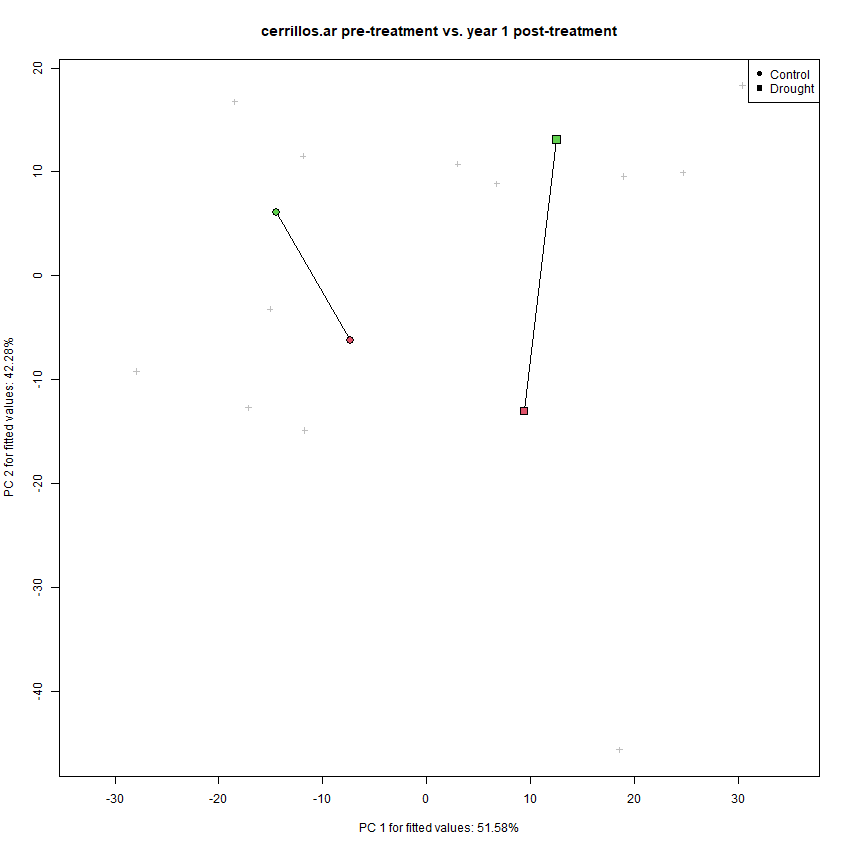 cerrillos.ar pre-treatment vs. year 1 post-treatment
Control
Drought
20
10
0
-10
-20
-30
-40
PC 2 for fitted values: 42.28%
-30
-20
-10
0
10
20
30
PC 1 for fitted values: 51.58%